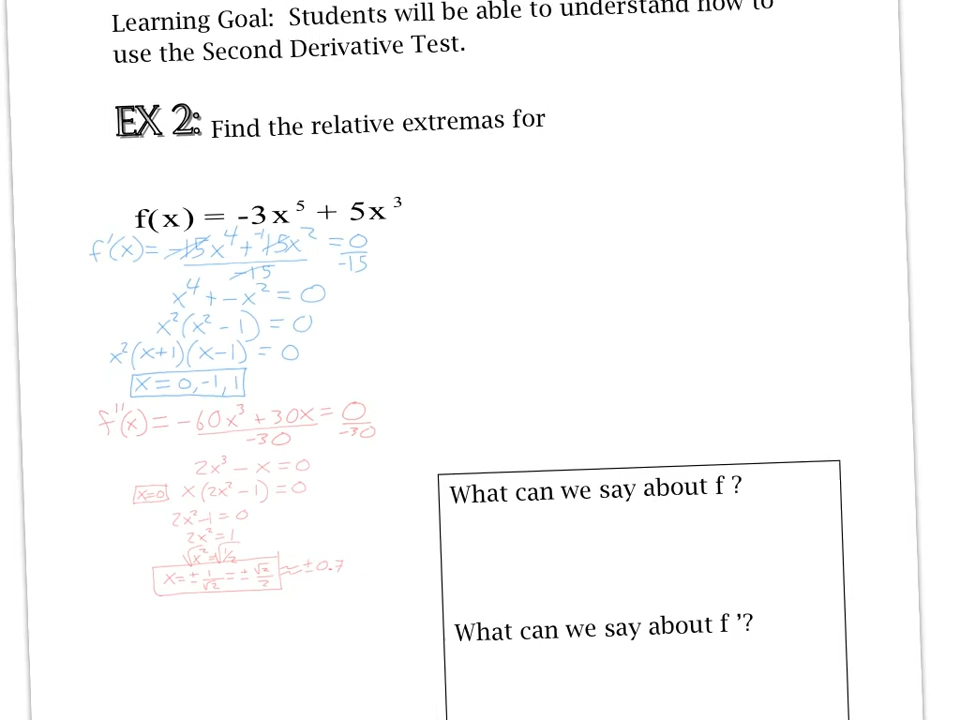 Learning Goal: Students will be able to understand how to
use the Second Derivative Test.
EX 2: Find the relative extremas for
f(x) = -3x⁵ + 5x³
f'(x) = -15x⁴ + ⁻¹15x² = 0
-15 -15
x⁴ + -x² = 0
x²(x² - 1) = 0
x²(x+1)(x-1) = 0
x = 0, -1, 1
f''(x) = -60x³ + 30x = 0
-30 -30
2x³ - x = 0
x=0 x(2x² - 1) = 0
2x²-1 = 0
2x² = 1
√x² = √1/2
x = ± 1/√2 = ± √2/2 ≈ ±0.7
What can we say about f ?
What can we say about f '?